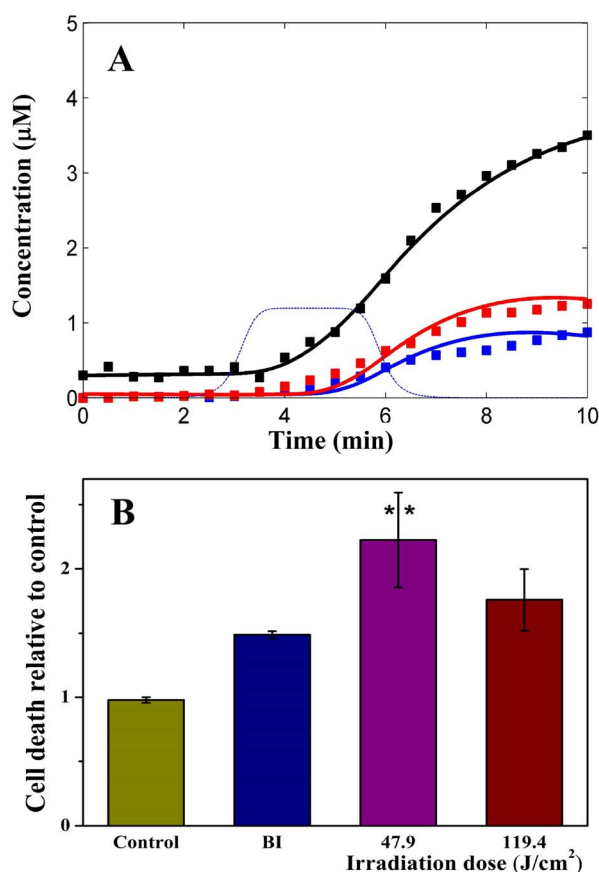 A
Concentration (μM)
5
4
3
2
1
0
0 2 4 6 8 10
Time (min)
B
Cell death relative to control
2
1
0
**
Control BI 47.9 119.4
Irradiation dose (J/cm²)